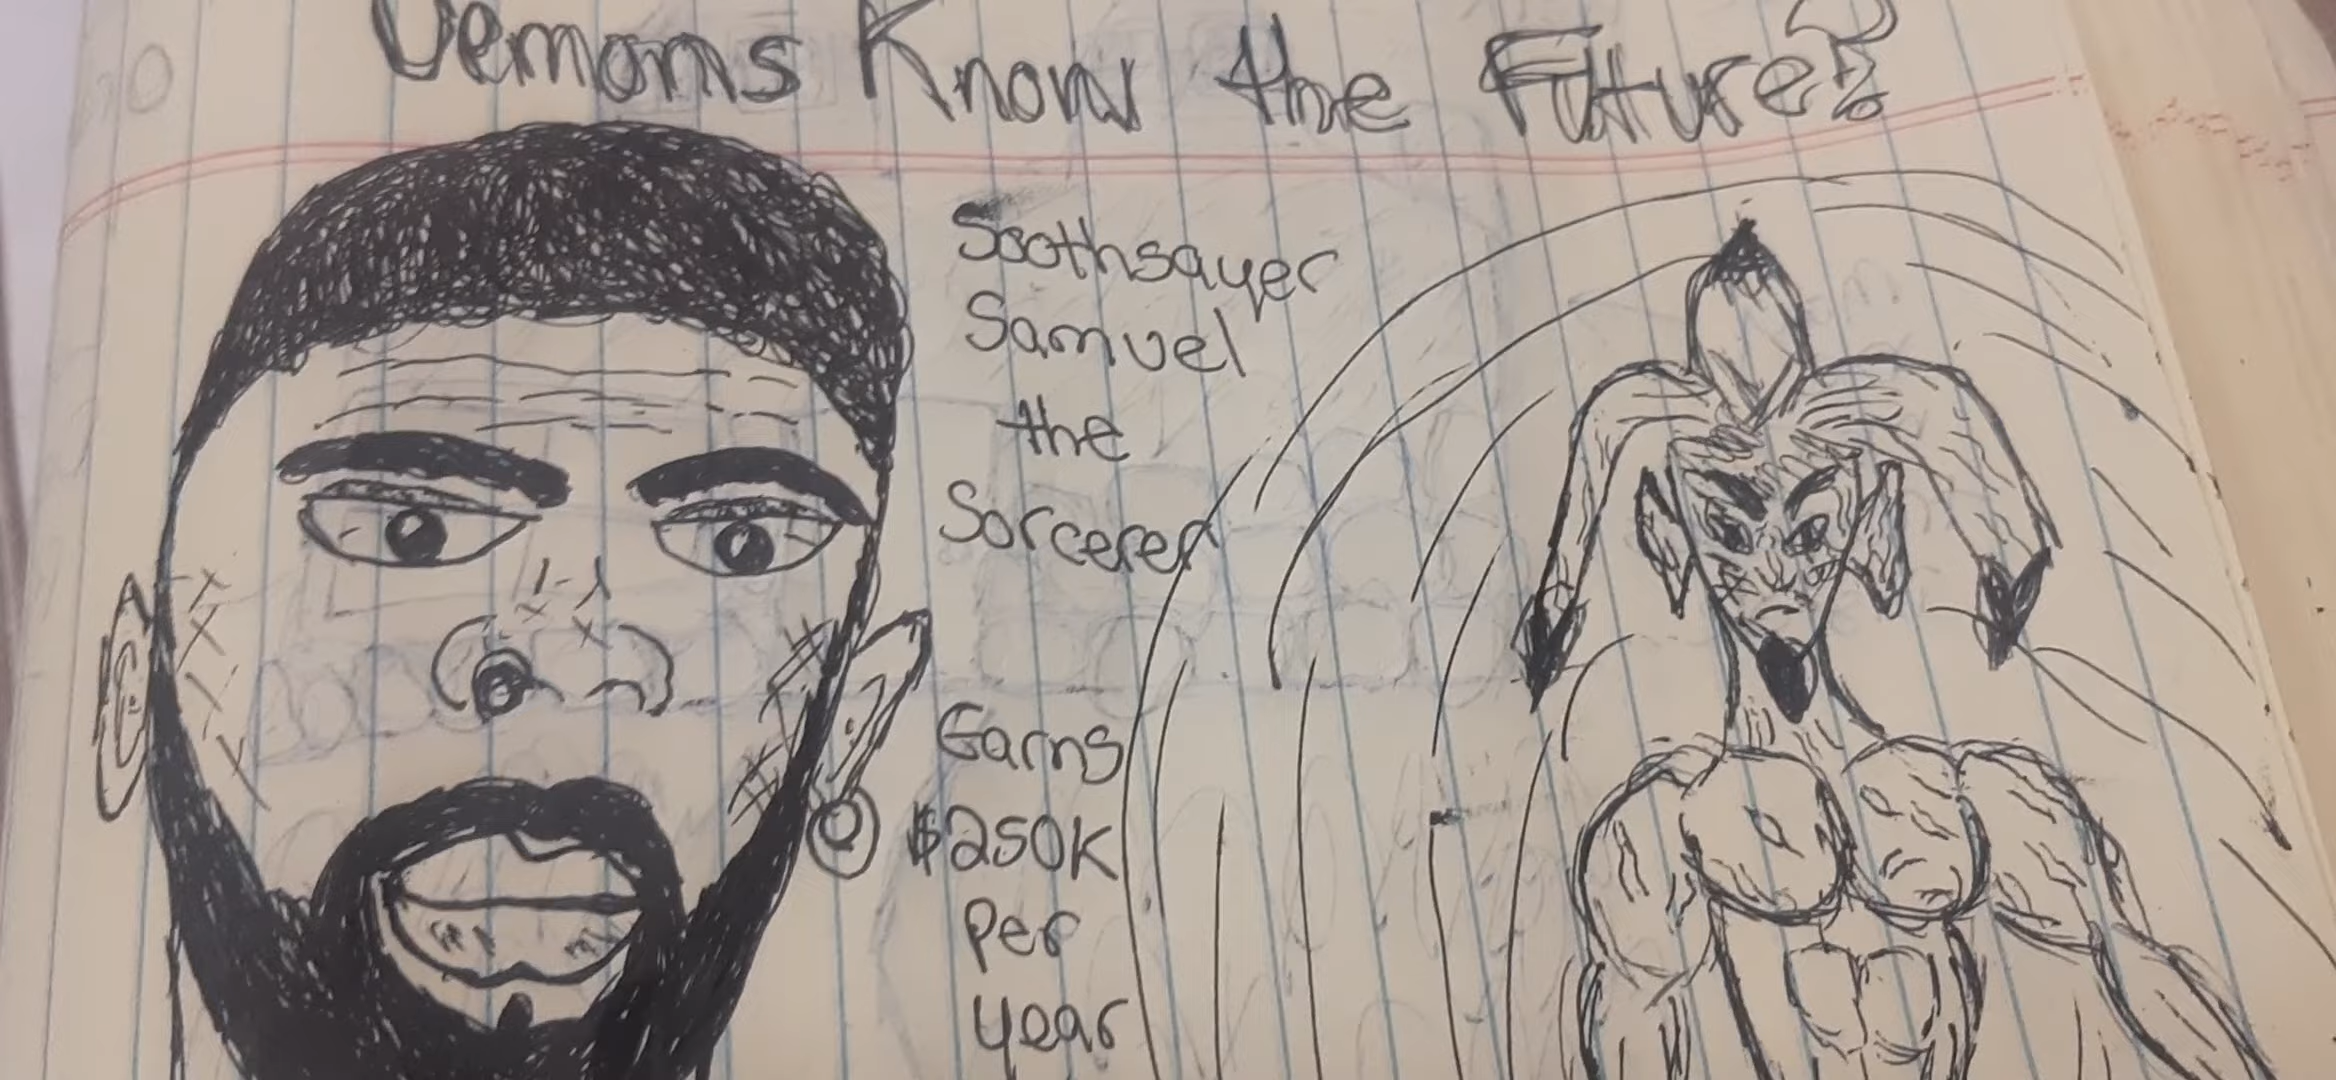 Demons Know the Future?
Soothsayer
Samuel
the
Sorcerer
Earns
$250K
Per
year